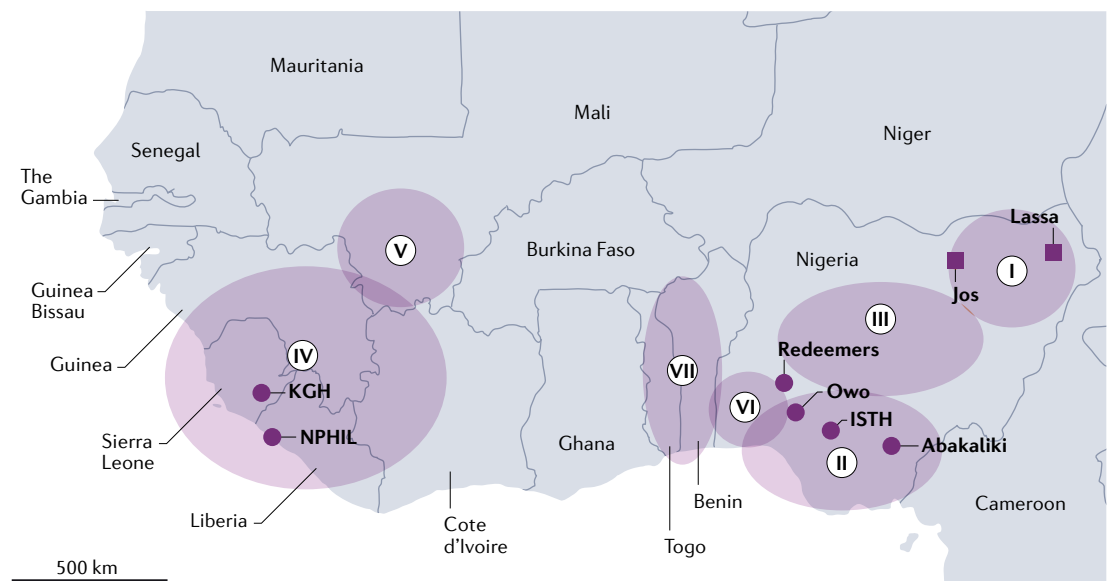 Mauritania
Mali
Niger
Senegal
The
Gambia
Lassa
V
Burkina Faso
Nigeria
I
Guinea
Bissau
Jos
III
Guinea
IV
Redeemers
VII
KGH
Owo
VI
ISTH
NPHIL
Sierra
Leone
Ghana
Abakaliki
II
Benin
Cameroon
Liberia
Cote
d'Ivoire
Togo
500 km